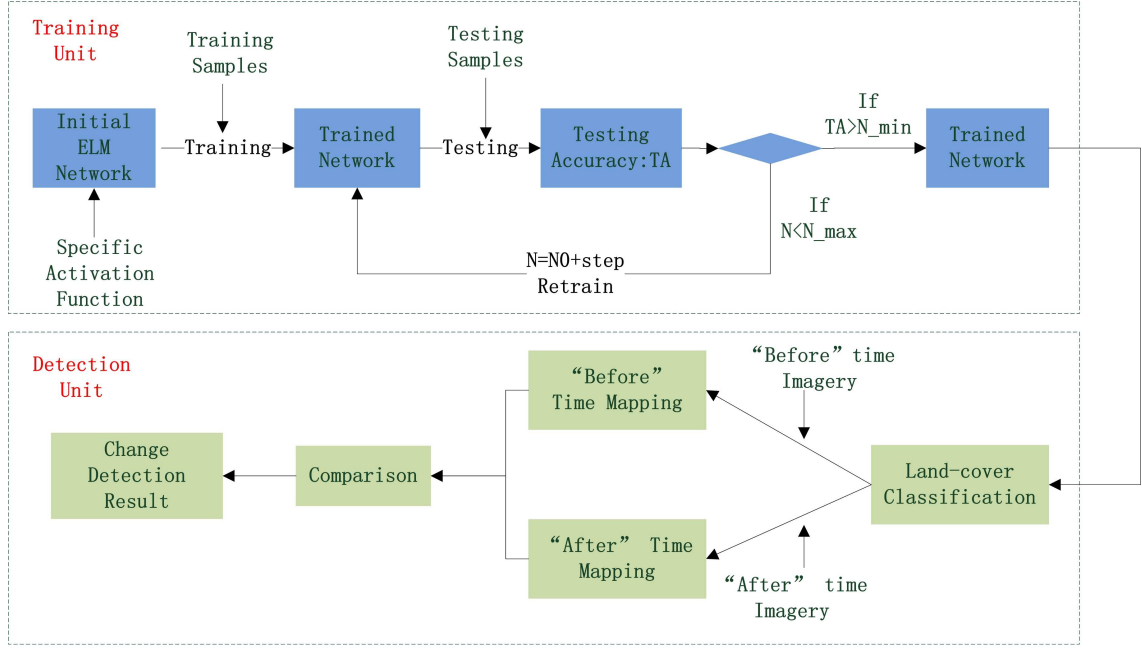 Training
Unit
Training
Samples
Testing
Samples
Initial
ELM
Network
Training
Trained
Network
Testing
Testing
Accuracy:TA
If
TA>N_min
Trained
Network
If
N<N_max
Specific
Activation
Function
N=N0+step
Retrain
Detection
Unit
“Before”
Time Mapping
“Before” time
Imagery
Change
Detection
Result
Comparison
Land-cover
Classification
“After” Time
Mapping
“After” time
Imagery